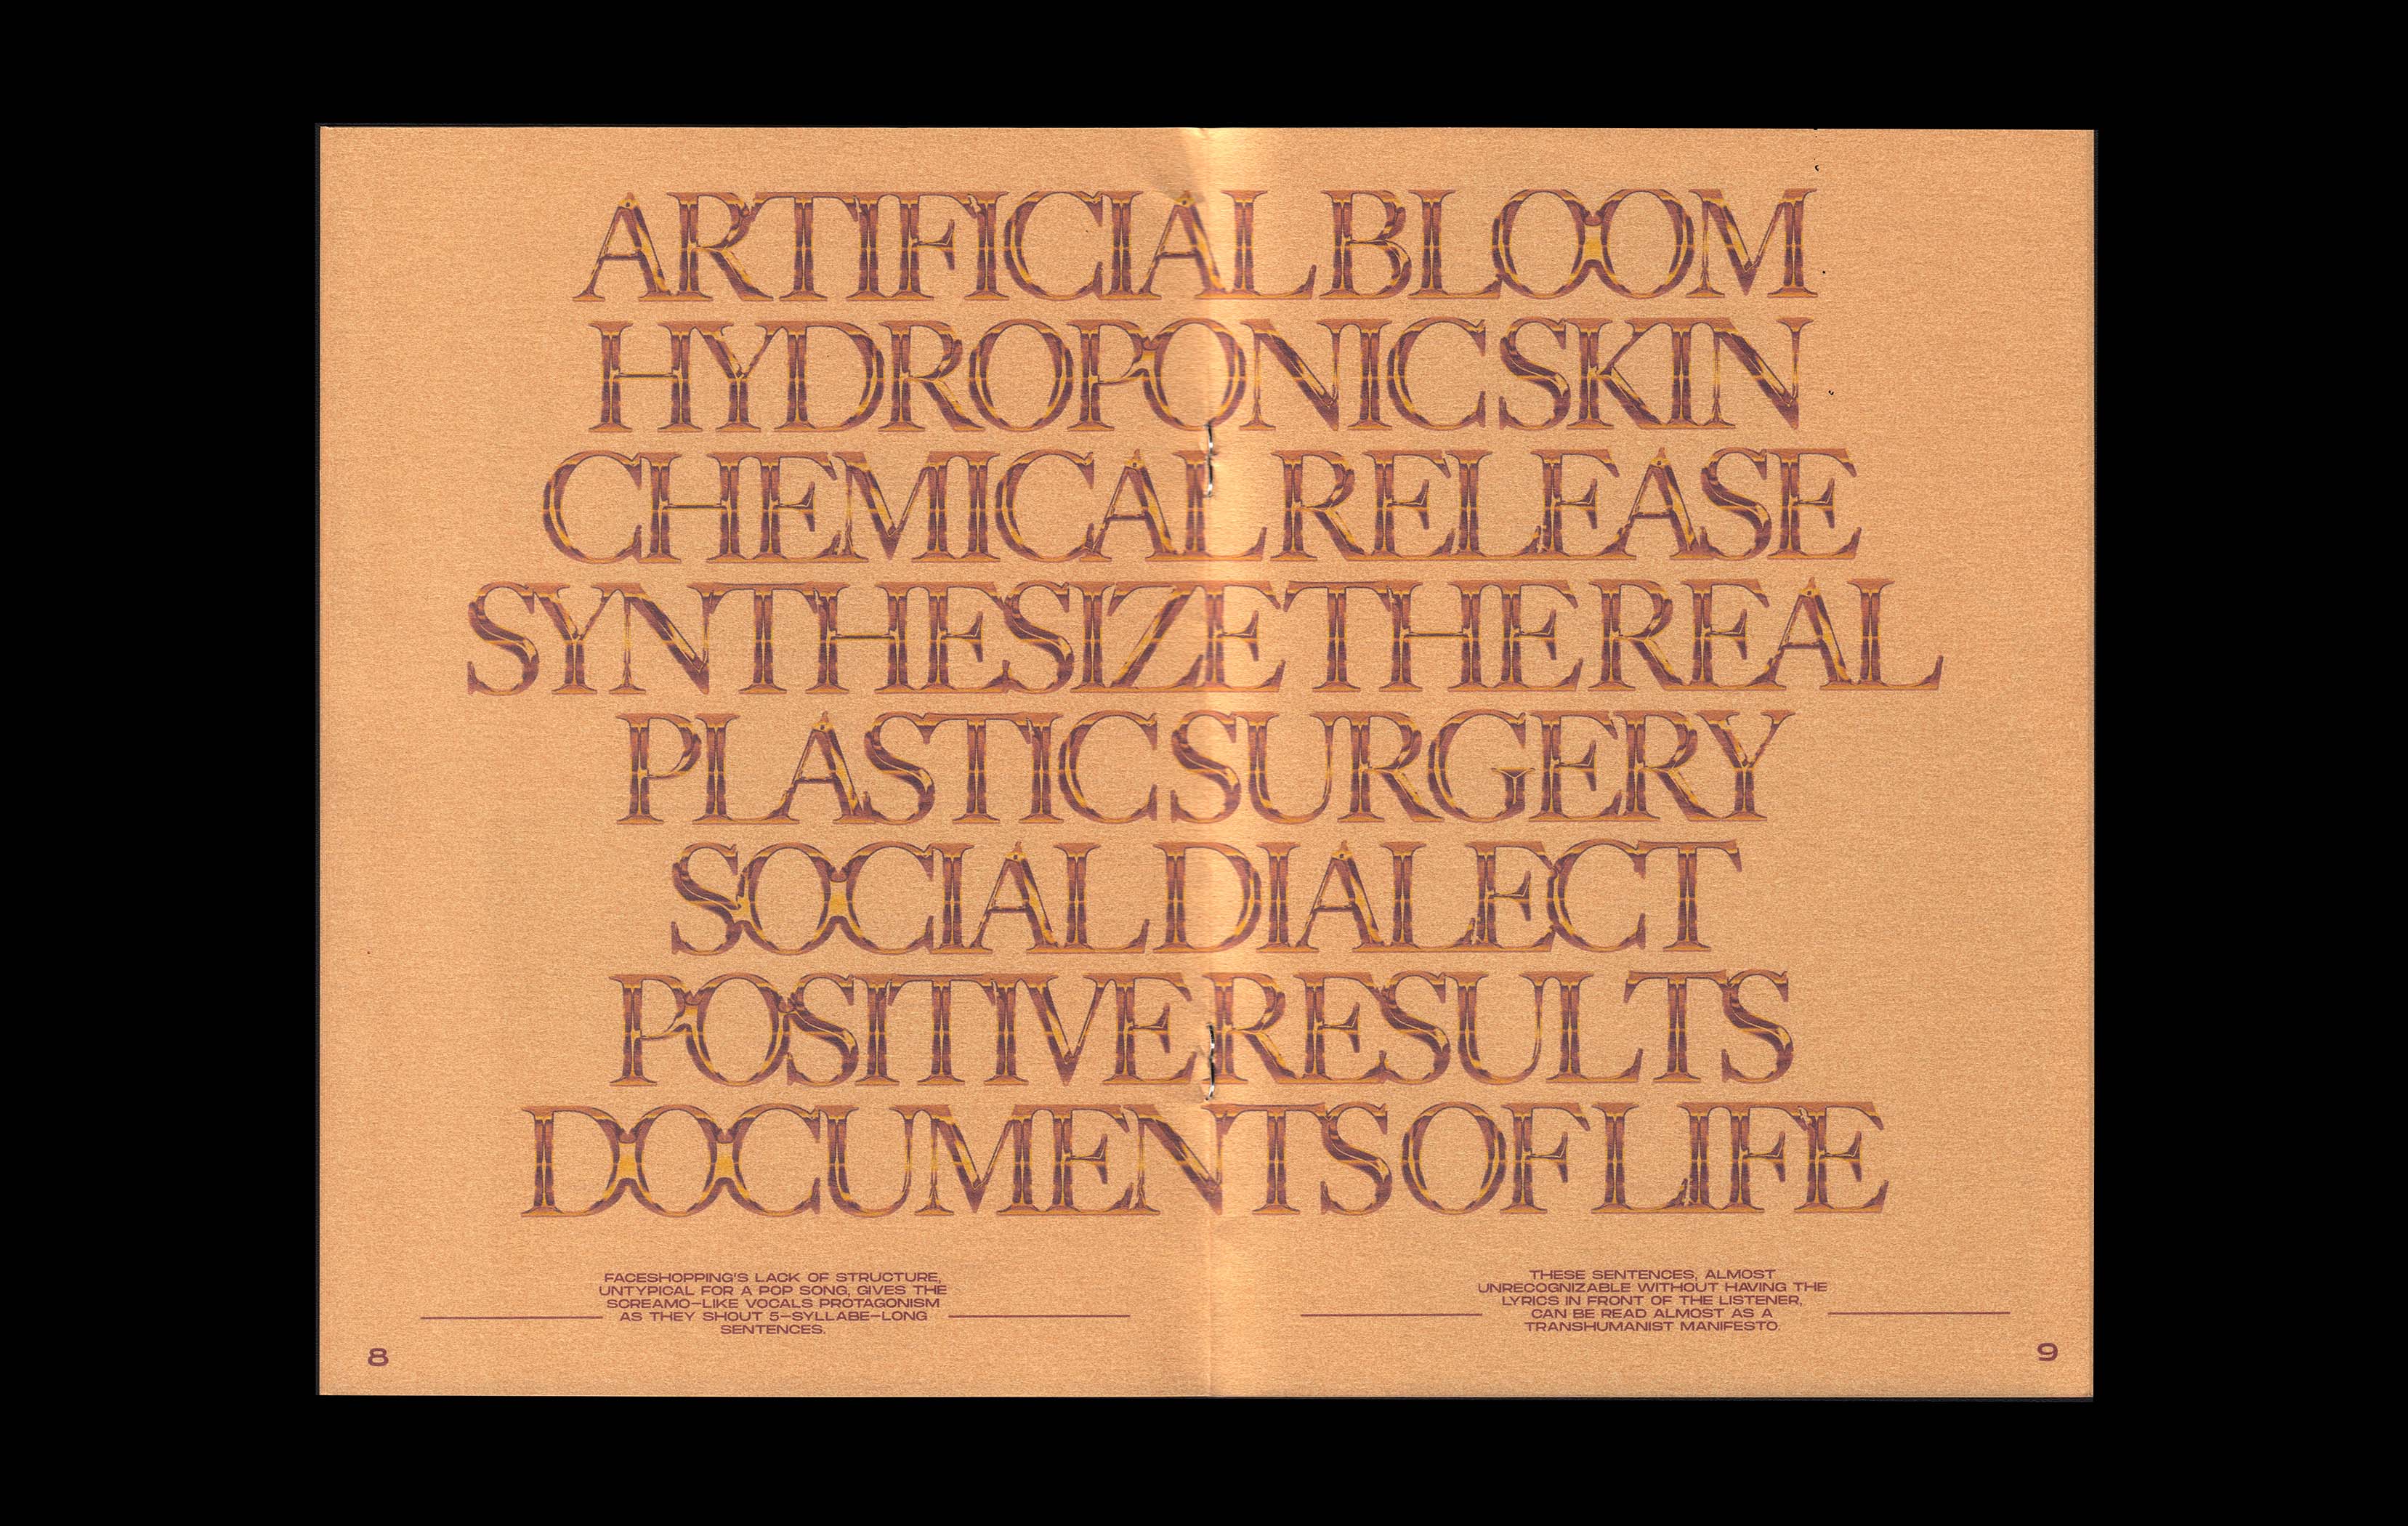 ARTIFICIAL BLOOM
HYDROPONIC SKIN
CHEMICAL RELEASE
SYNTHESIZE THE REAL
PLASTIC SURGERY
SOCIAL DIALECT
POSITIVE RESULTS
DOCUMENTS OF LIFE
FACESHOPPING'S LACK OF STRUCTURE,
UNTYPICAL FOR A POP SONG, GIVES THE
SCREAMO-LIKE VOCALS PROTAGONISM
AS THEY SHOUT 5-SYLLABE-LONG
SENTENCES.
8
THESE SENTENCES, ALMOST
UNRECOGNIZABLE WITHOUT HAVING THE
LYRICS IN FRONT OF THE LISTENER,
CAN BE READ ALMOST AS A
TRANSHUMANIST MANIFESTO.
9